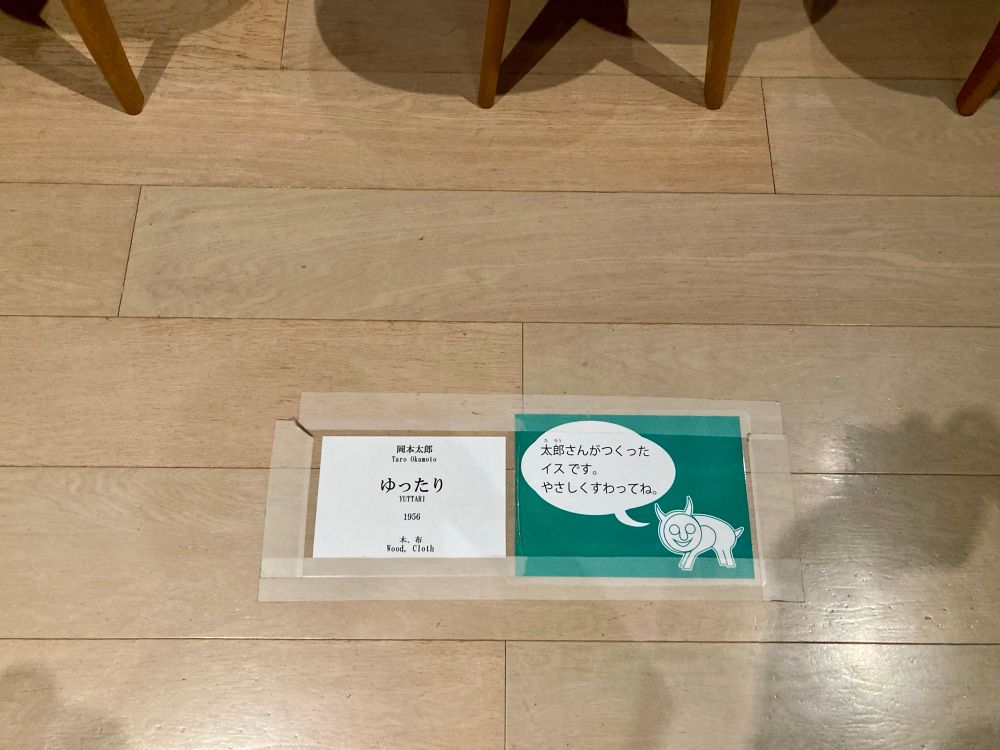 岡本太郎
Taro Okamoto
ゆったり
YUTTARI
1956
木、布
Wood, Cloth
たろう
太郎さんがつくった
イスです。
やさしくすわってね。